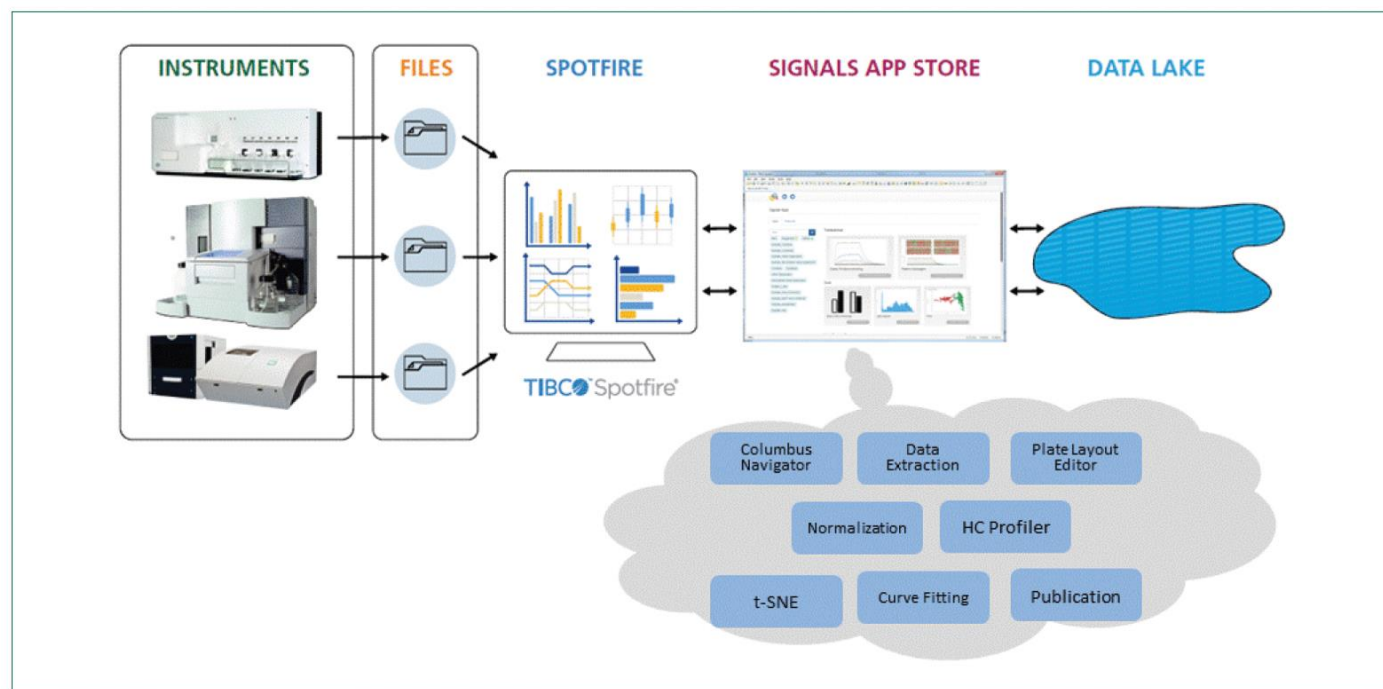 INSTRUMENTS
FILES
SPOTFIRE
SIGNALS APP STORE
DATA LAKE
TIBCO™ Spotfire®
Columbus
Navigator
Data
Extraction
Plate Layout
Editor
Normalization
HC Profiler
t-SNE
Curve Fitting
Publication